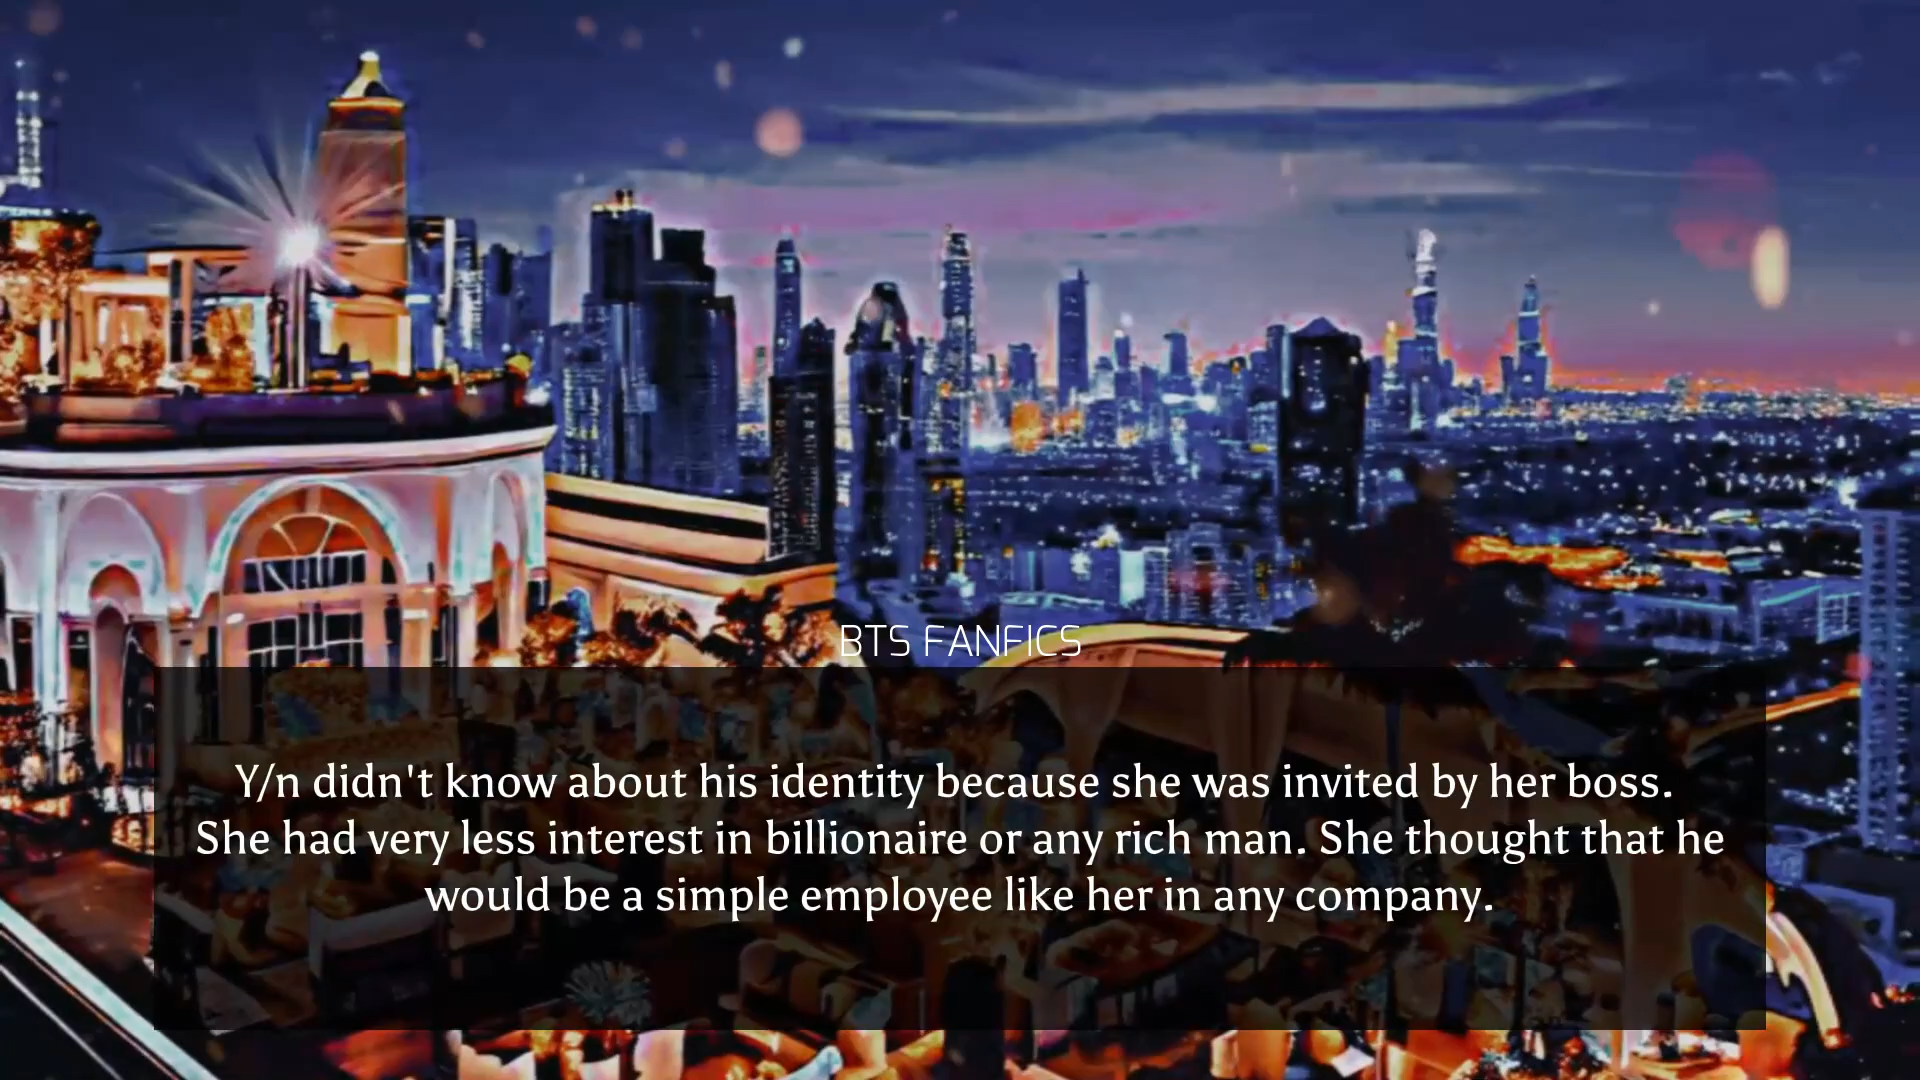 BTS FANFICS
Y/n didn't know about his identity because she was invited by her boss.
She had very less interest in billionaire or any rich man. She thought that he
would be a simple employee like her in any company.